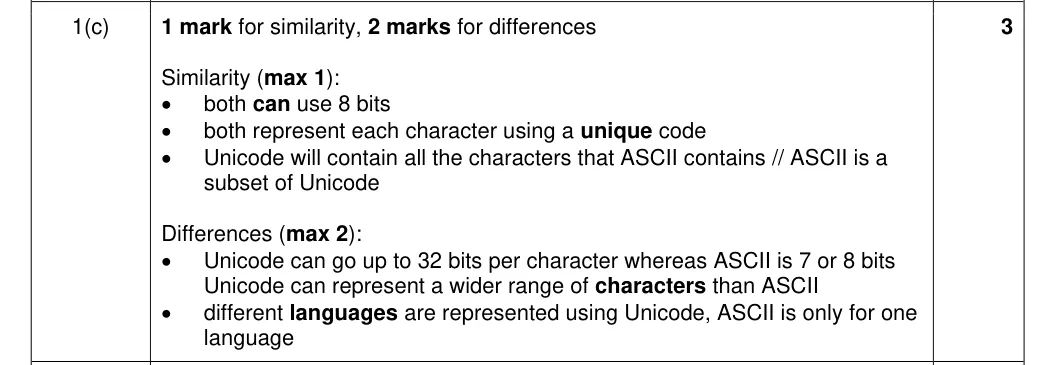 1(c)
1 mark for similarity, 2 marks for differences
3
Similarity (max 1):
• both can use 8 bits
• both represent each character using a unique code
• Unicode will contain all the characters that ASCII contains // ASCII is a
subset of Unicode
Differences (max 2):
• Unicode can go up to 32 bits per character whereas ASCII is 7 or 8 bits
Unicode can represent a wider range of characters than ASCII
• different languages are represented using Unicode, ASCII is only for one
language